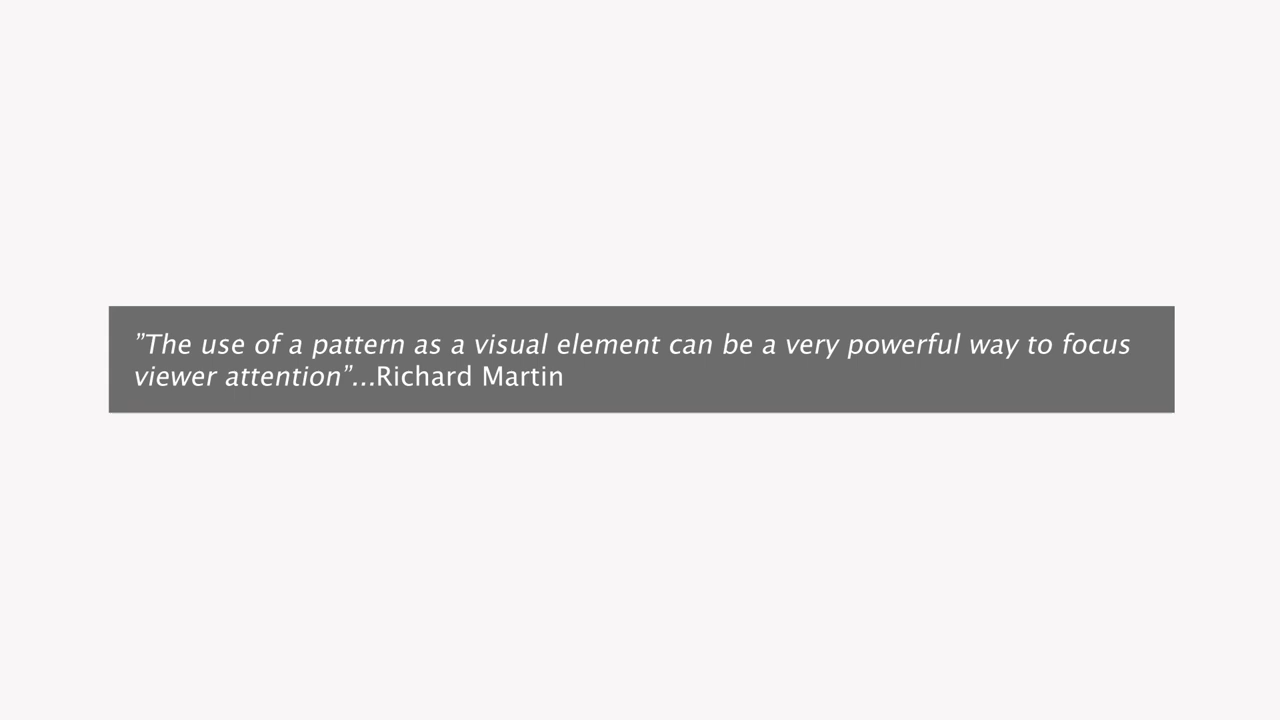 ”The use of a pattern as a visual element can be a very powerful way to focus
viewer attention”...Richard Martin